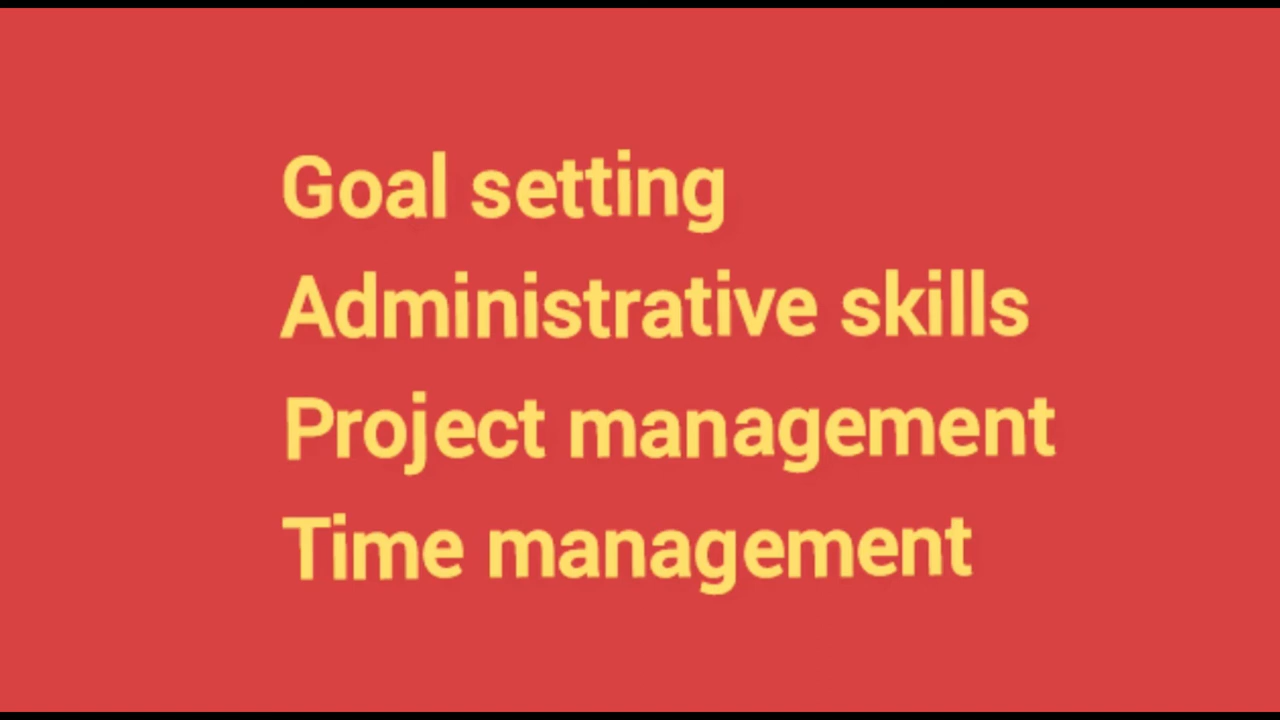 Goal setting
Administrative skills
Project management
Time management